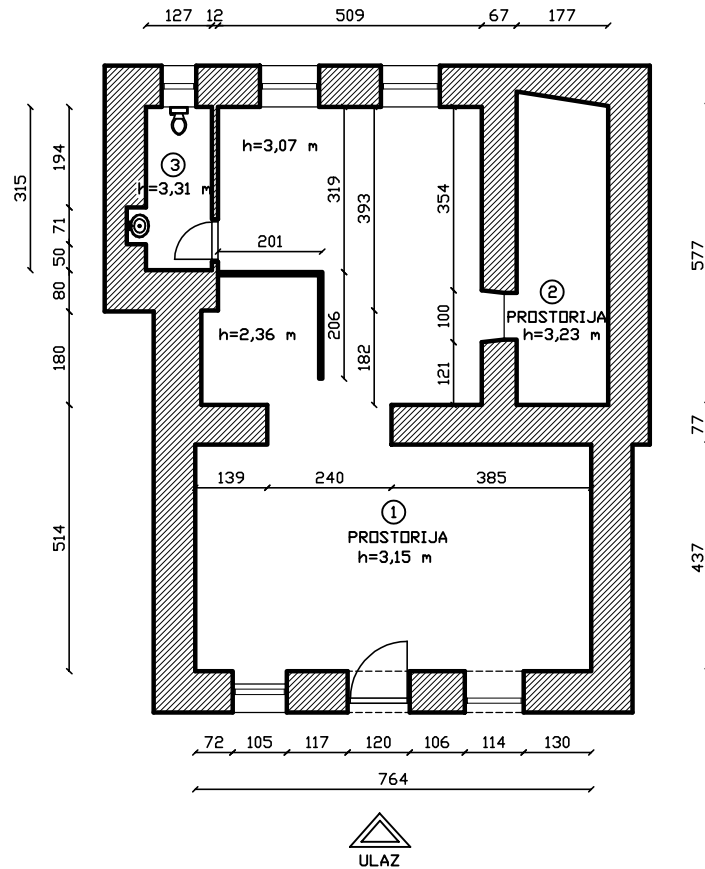 127 12 509 67 177
h=3,07 m
3
h=3,31 m
315
194
71
50
80
180
514
319
393
354
201
206
182
100
121
2
PROSTORIJA
h=3,23 m
h=2,36 m
577
77
437
139 240 385
1
PROSTORIJA
h=3,15 m
72 105 117 120 106 114 130
764
ULAZ